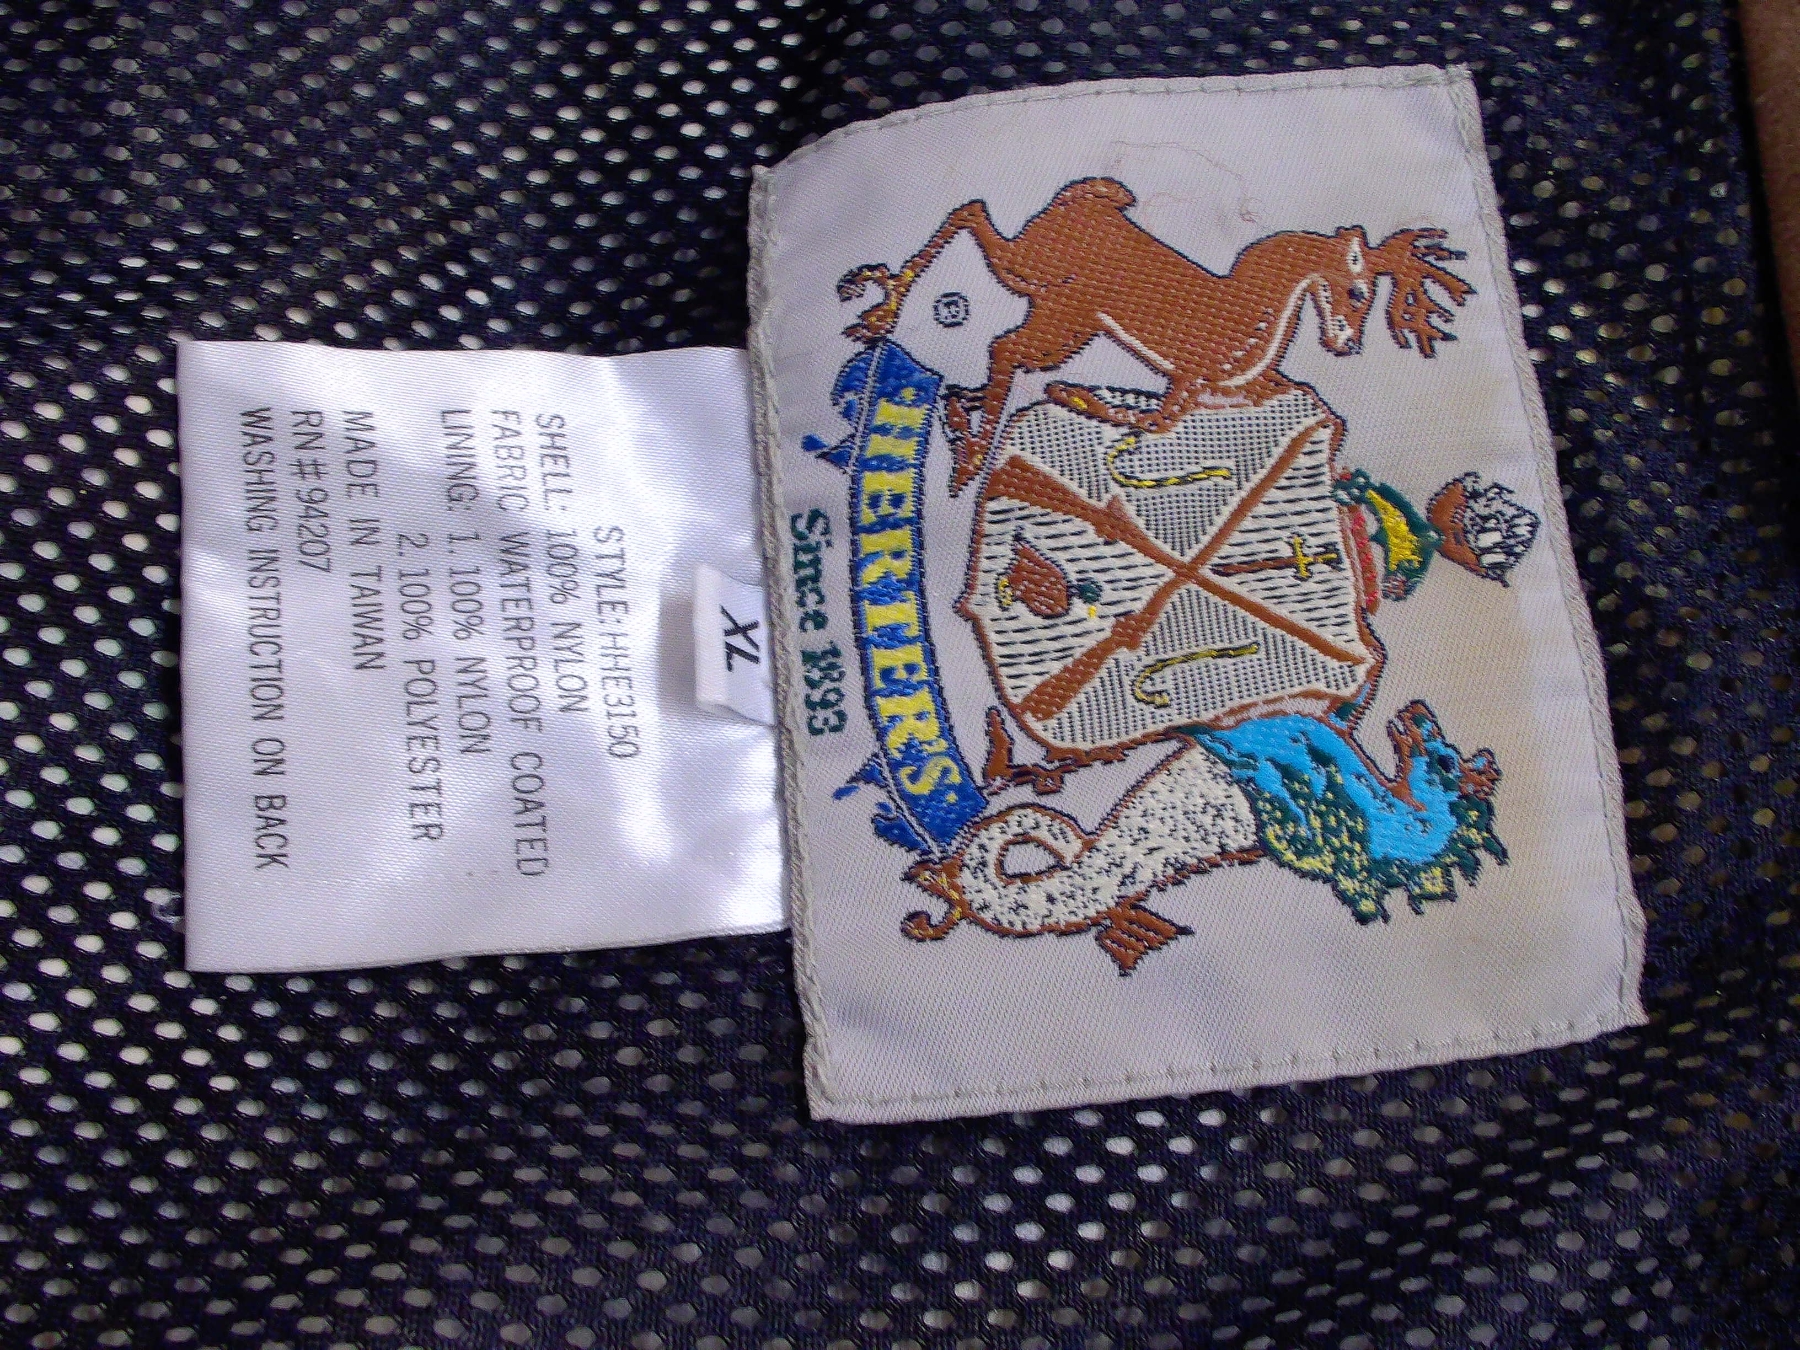 HERTER'S
Since 1893
XL
STYLE:HHE3150
SHELL: 100% NYLON
FABRIC WATERPROOF COATED
LINING: 1. 100% NYLON
2. 100% POLYESTER
MADE IN TAIWAN
RN# 94207
WASHING INSTRUCTION ON BACK